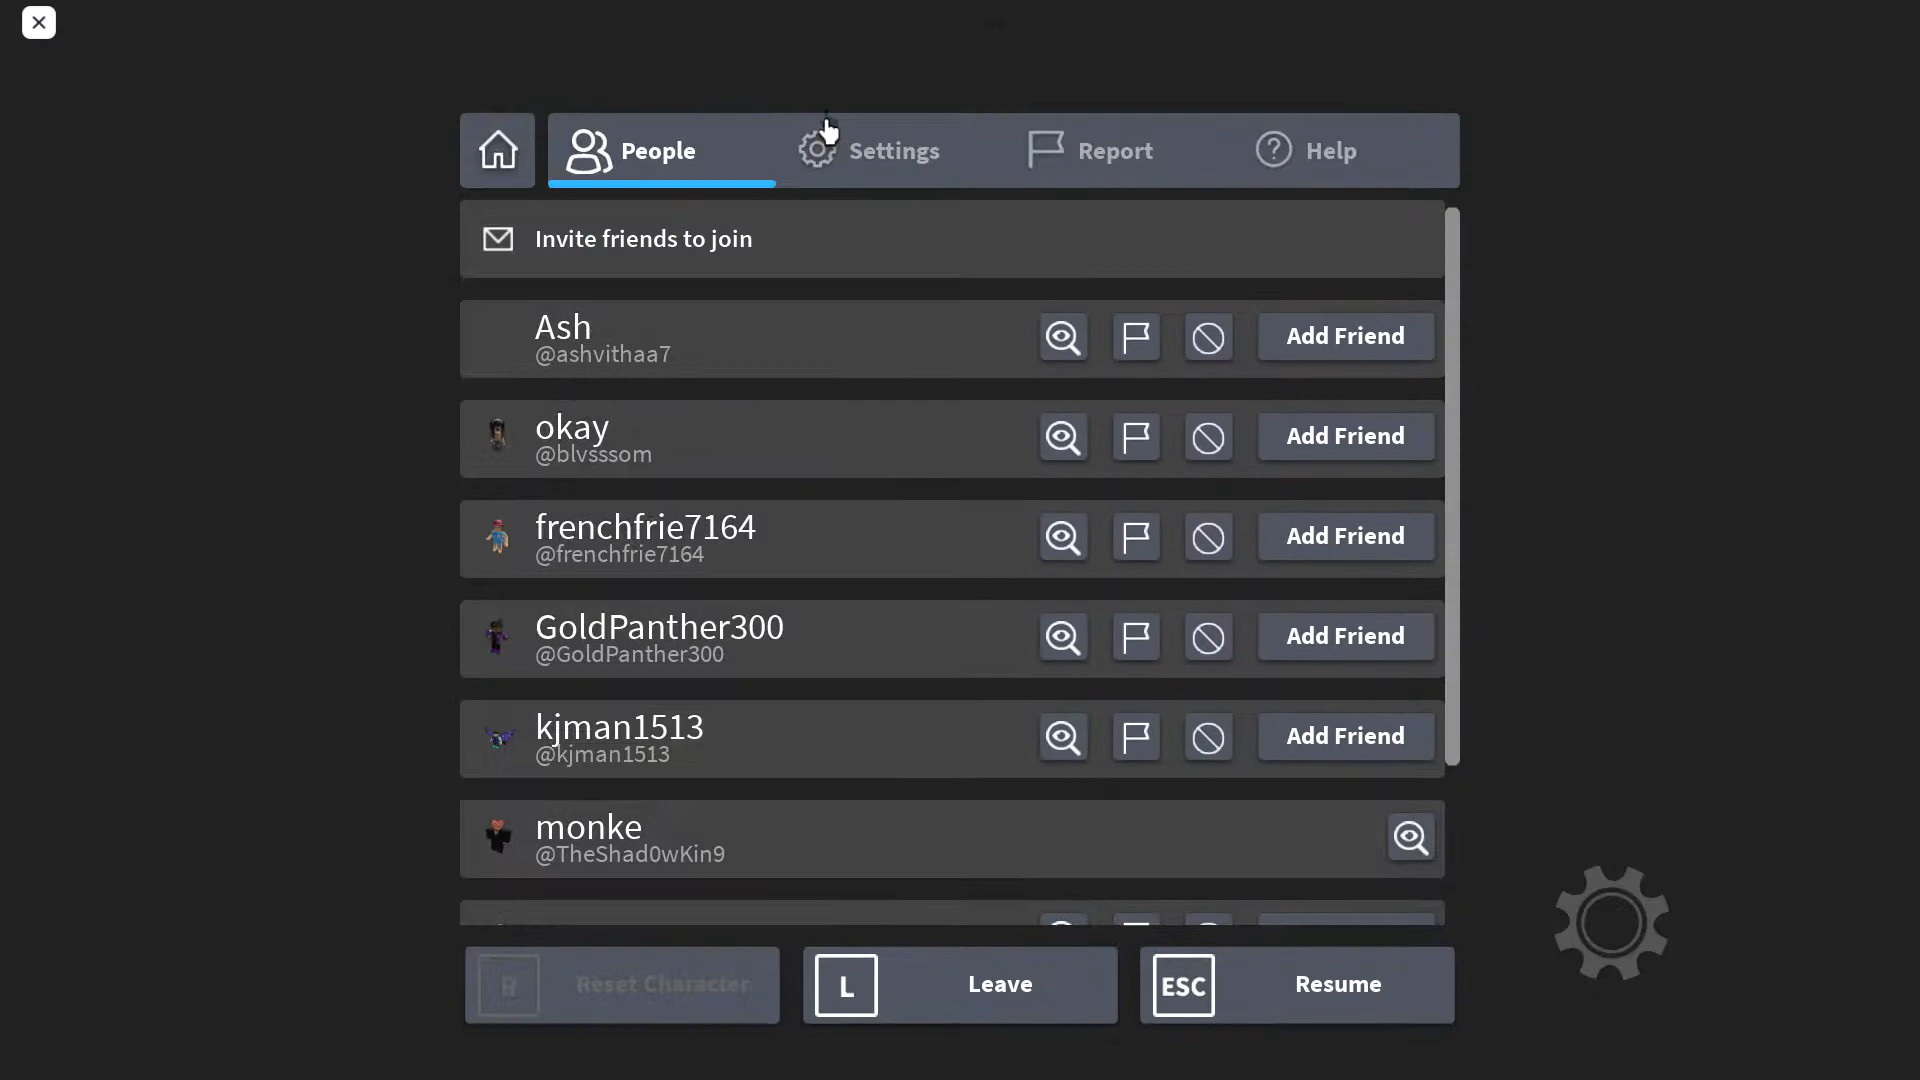 People
Settings
Report
Help
Invite friends to join
Ash
@ashvithaa7
Add Friend
okay
@blvsssom
Add Friend
frenchfrie7164
@frenchfrie7164
Add Friend
GoldPanther300
@GoldPanther300
Add Friend
kjman1513
@kjman1513
Add Friend
monke
@TheShad0wKin9
R Reset Character
L Leave
ESC Resume